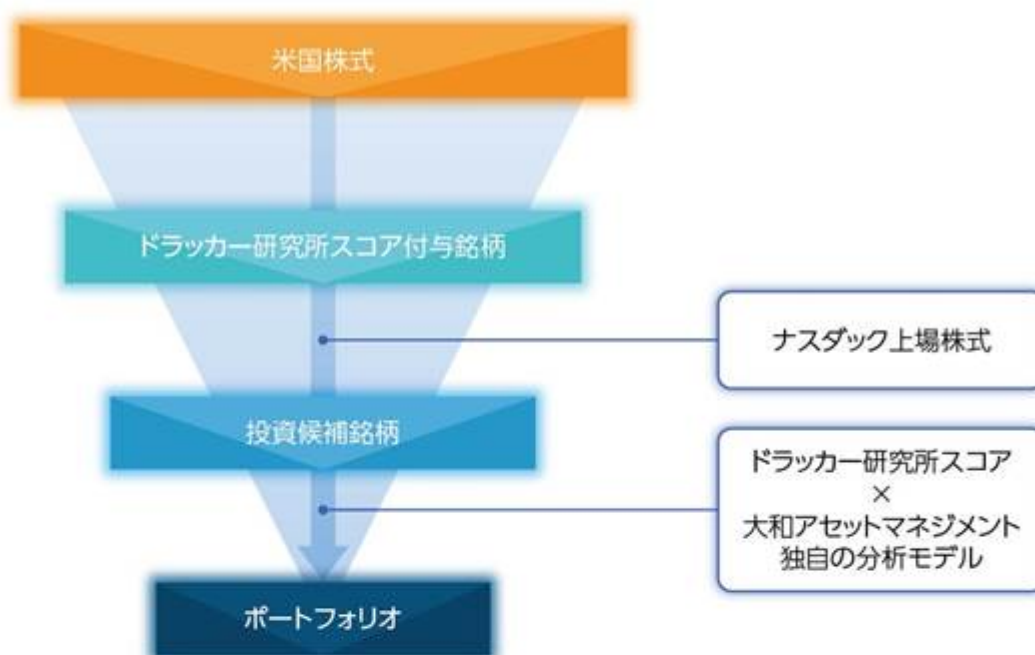 米国株式
ドラッカー研究所スコア付与銘柄
ナスダック上場株式
投資候補銘柄
ドラッカー研究所スコア
×
大和アセットマネジメント
独自の分析モデル
ポートフォリオ